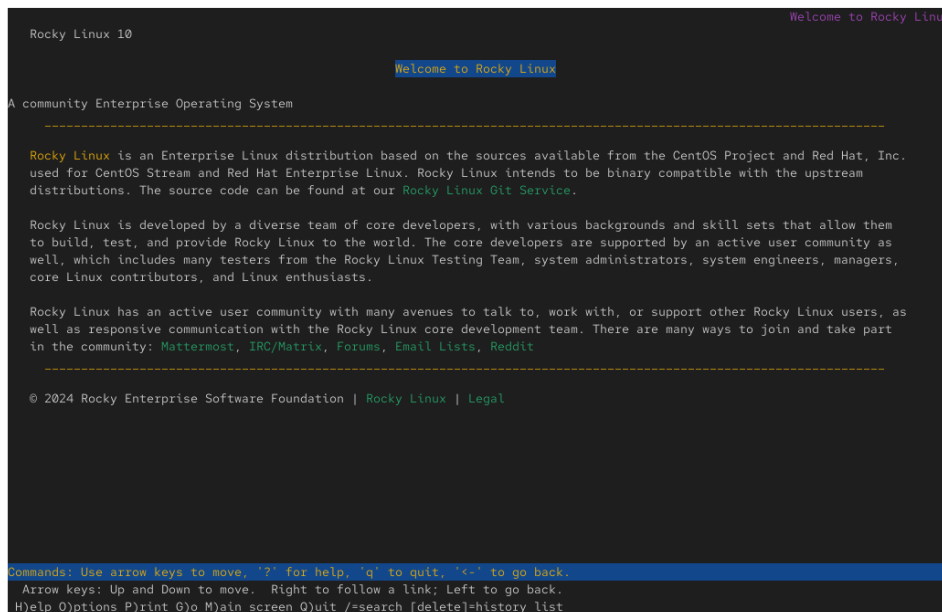 Welcome to Rocky
Rocky Linux 10
Welcome to Rocky Linux
A community Enterprise Operating System
Rocky Linux is an Enterprise Linux distribution based on the sources available from the CentOS Project and Red Hat, Inc.
used for CentOS Stream and Red Hat Enterprise Linux. Rocky Linux intends to be binary compatible with the upstream
distributions. The source code can be found at our Rocky Linux Git Service.
Rocky Linux is developed by a diverse team of core developers, with various backgrounds and skill sets that allow them
to build, test, and provide Rocky Linux to the world. The core developers are supported by an active user community as
well, which includes many testers from the Rocky Linux Testing Team, system administrators, system engineers, managers,
core Linux contributors, and Linux enthusiasts.
Rocky Linux has an active user community with many avenues to talk to, work with, or support other Rocky Linux users, as
well as responsive communication with the Rocky Linux core development team. There are many ways to join and take part
in the community: Mattermost, IRC/Matrix, Forums, Email Lists, Reddit
© 2024 Rocky Enterprise Software Foundation | Rocky Linux | Legal
Commands: Use arrow keys to move, '?' for help, 'q' to quit, '<-' to go back.
Arrow keys: Up and Down to move.  Right to follow a link; Left to go back.
H)elp O)ptions P)rint G)o M)ain screen Q)uit /=search [delete]=history list